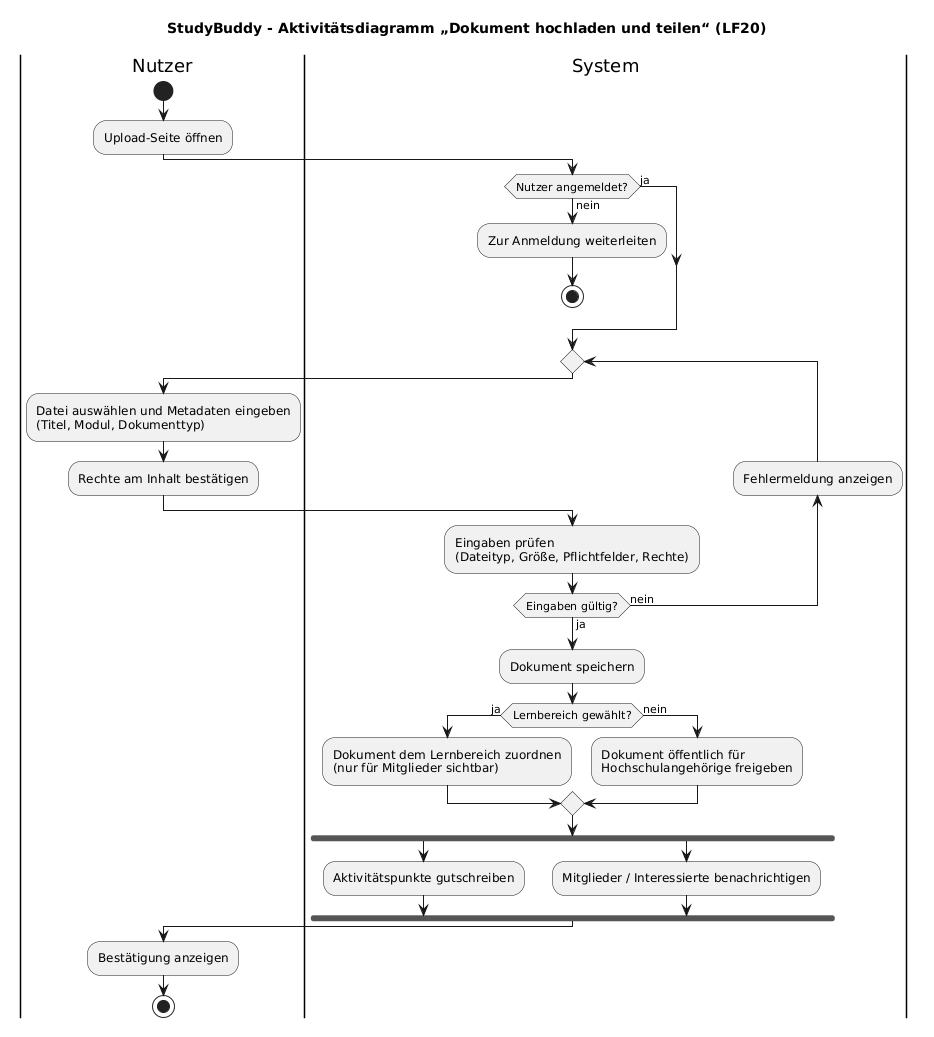 StudyBuddy - Aktivitätsdiagramm „Dokument hochladen und teilen“ (LF20)
Nutzer
System
Upload-Seite öffnen
Nutzer angemeldet?
ja
nein
Zur Anmeldung weiterleiten
Datei auswählen und Metadaten eingeben
(Titel, Modul, Dokumenttyp)
Rechte am Inhalt bestätigen
Fehlermeldung anzeigen
Eingaben prüfen
(Dateityp, Größe, Pflichtfelder, Rechte)
Eingaben gültig?
nein
ja
Dokument speichern
ja
Lernbereich gewählt?
nein
Dokument dem Lernbereich zuordnen
(nur für Mitglieder sichtbar)
Dokument öffentlich für
Hochschulangehörige freigeben
Aktivitätspunkte gutschreiben
Mitglieder / Interessierte benachrichtigen
Bestätigung anzeigen